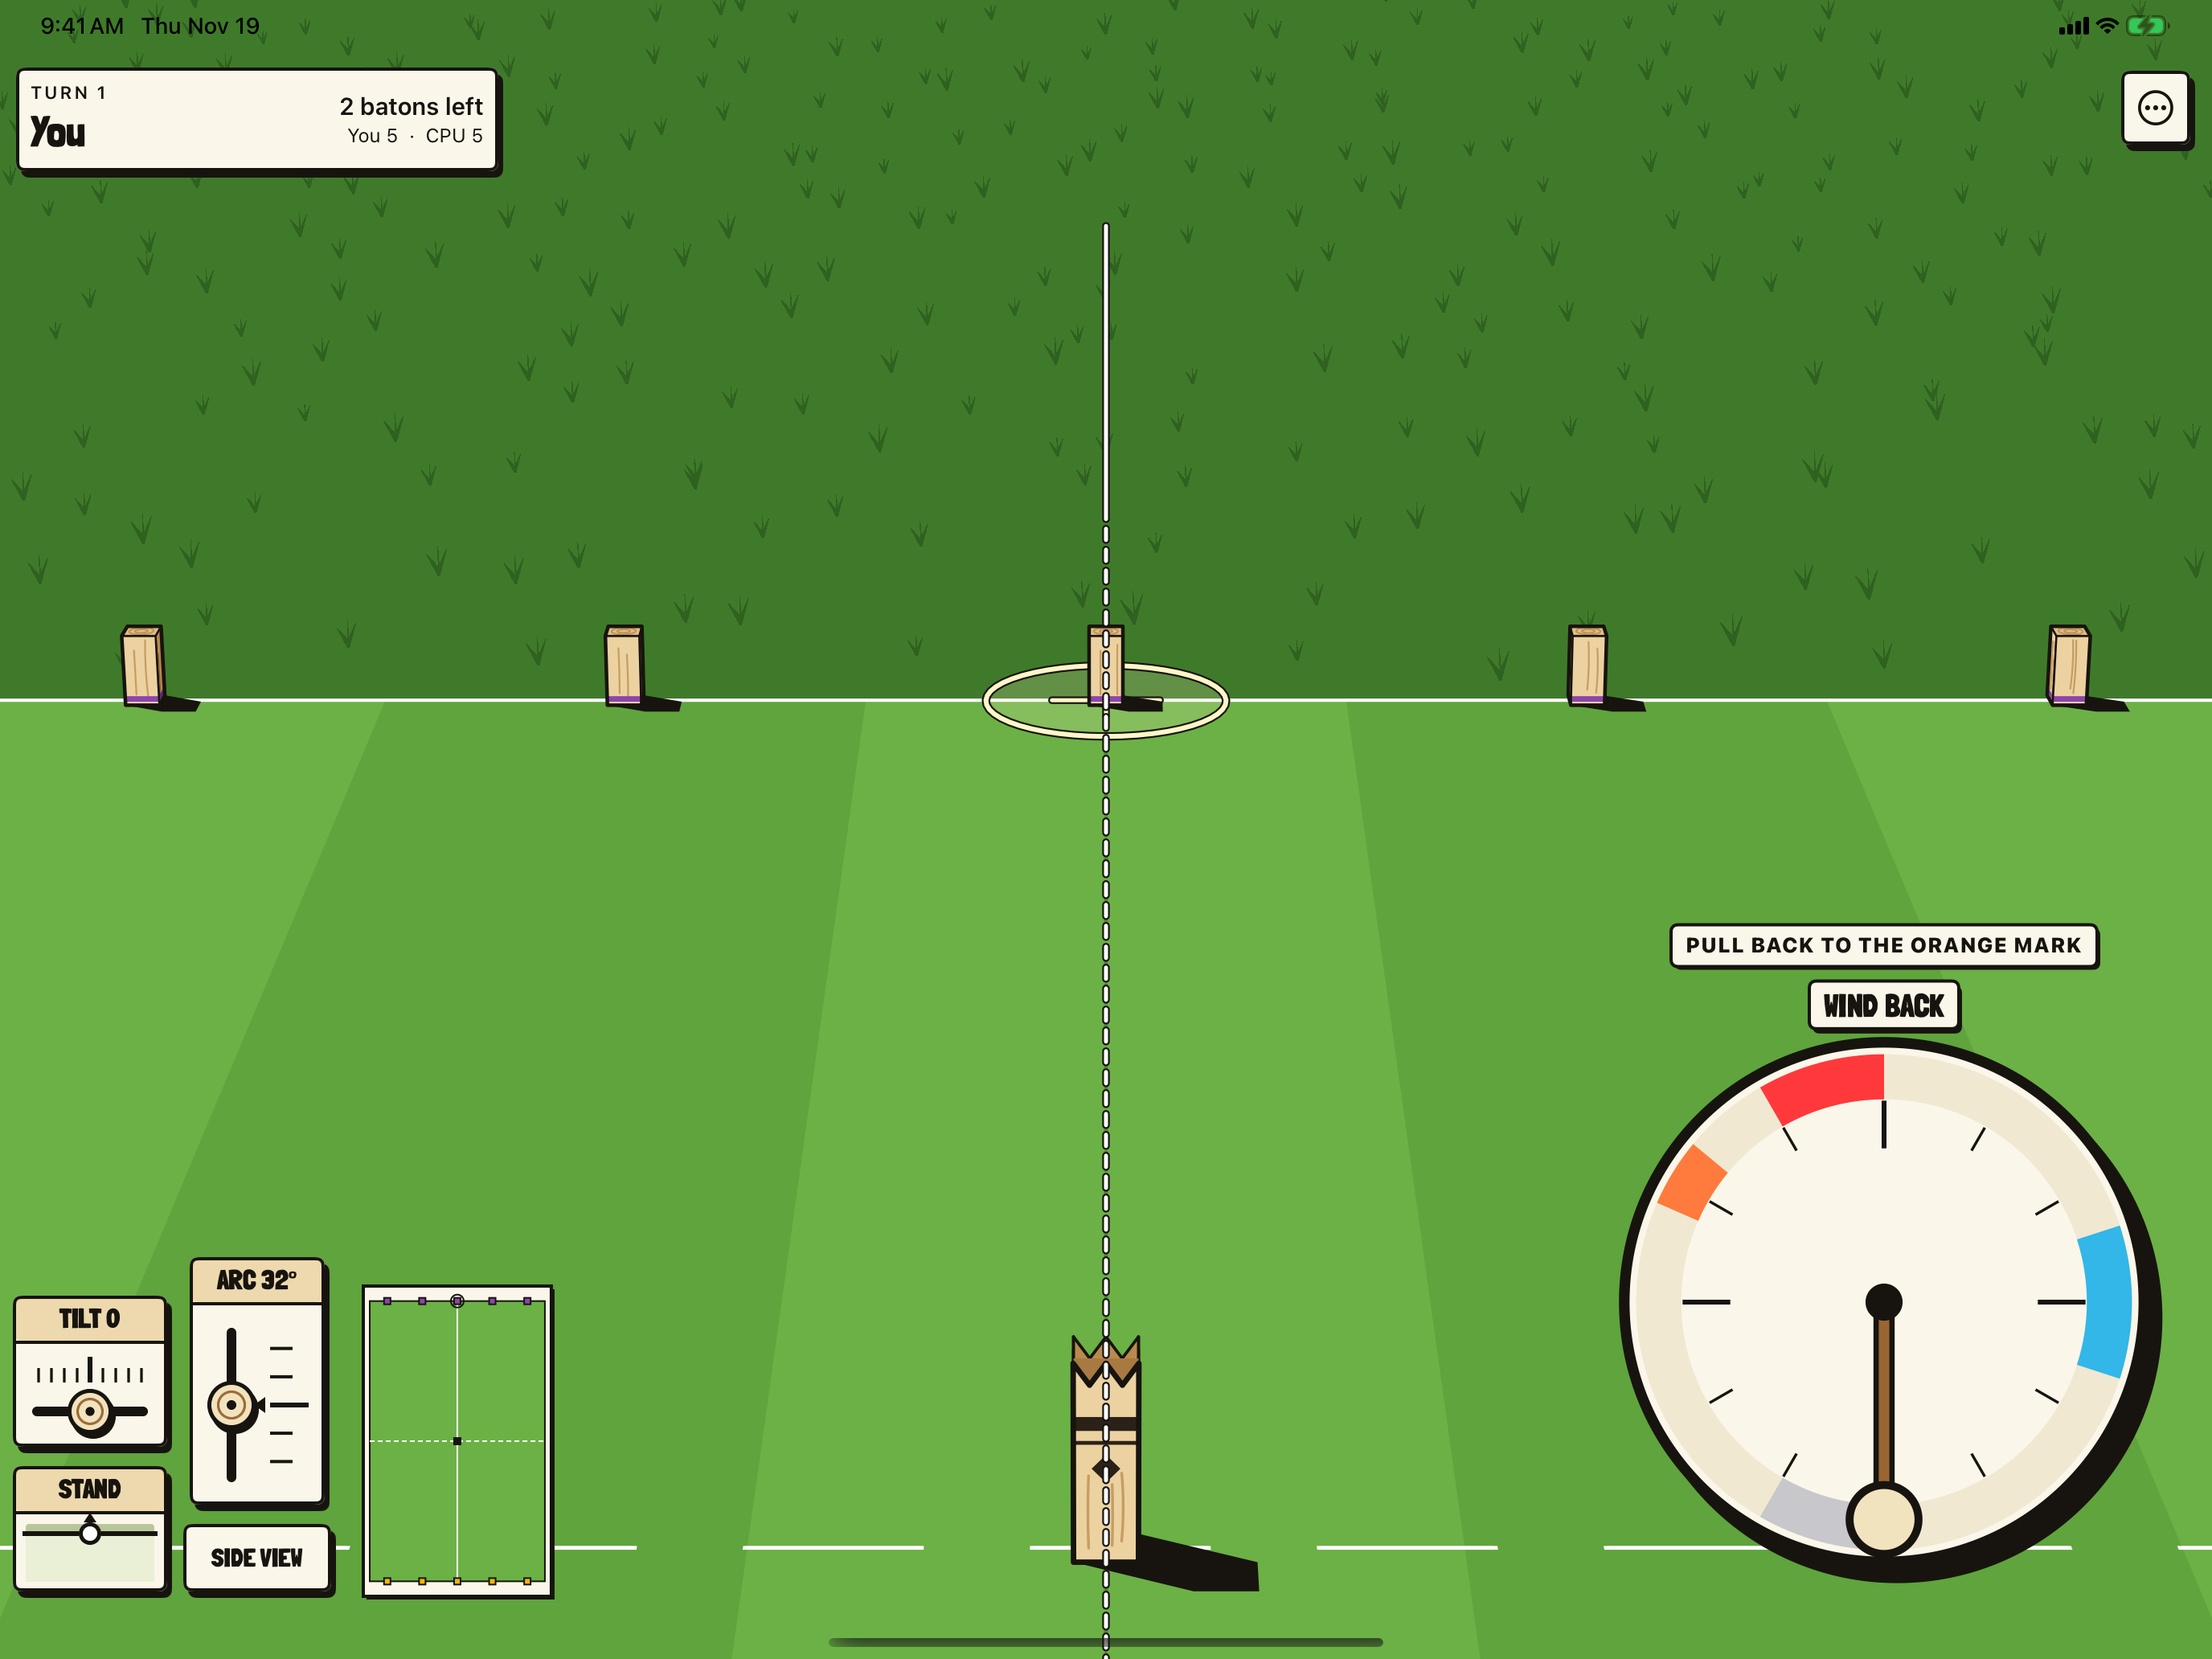 9:41 AM Thu Nov 19
TURN 1
You
2 batons left
You 5 · CPU 5
PULL BACK TO THE ORANGE MARK
WIND BACK
ARC 32°
TILT 0
STAND
SIDE VIEW